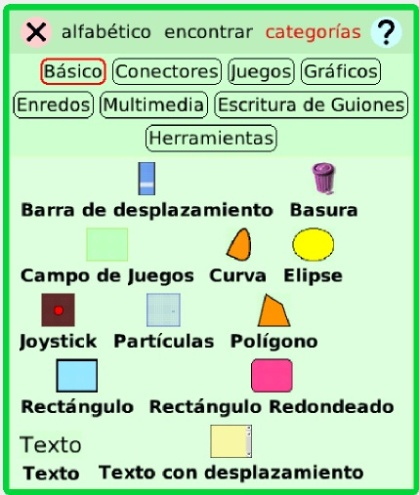 alfabético encontrar categorías ?
Básico Conectores Juegos Gráficos
Enredos Multimedia Escritura de Guiones
Herramientas
Barra de desplazamiento Basura
Campo de Juegos Curva Elipse
Joystick Partículas Polígono
Rectángulo Rectángulo Redondeado
Texto
Texto Texto con desplazamiento